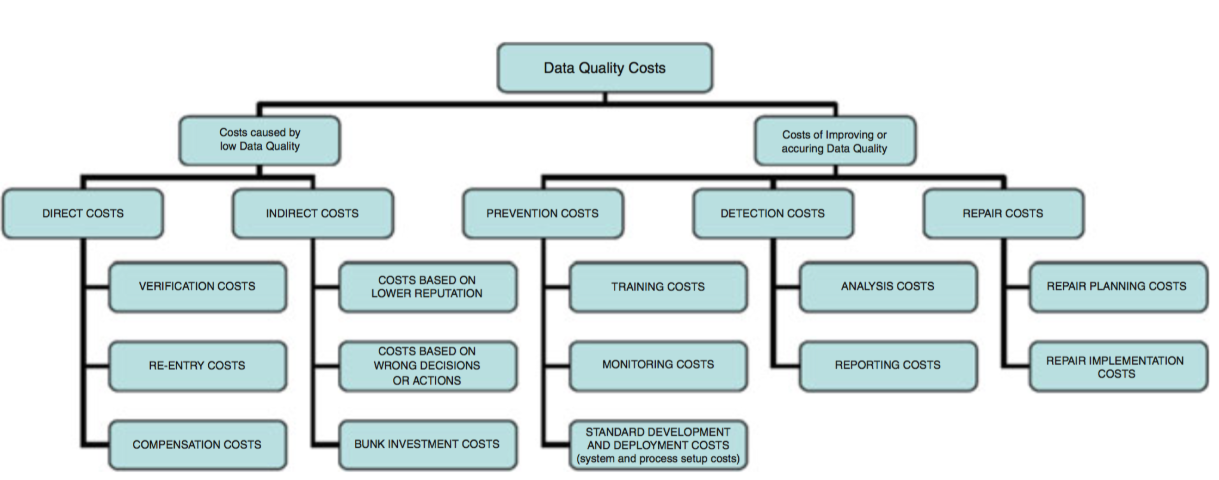 Data Quality Costs
Costs caused by
low Data Quality
Costs of Improving or
accuring Data Quality
DIRECT COSTS
INDIRECT COSTS
PREVENTION COSTS
DETECTION COSTS
REPAIR COSTS
VERIFICATION COSTS
COSTS BASED ON
LOWER REPUTATION
TRAINING COSTS
ANALYSIS COSTS
REPAIR PLANNING COSTS
RE-ENTRY COSTS
COSTS BASED ON
WRONG DECISIONS
OR ACTIONS
MONITORING COSTS
REPORTING COSTS
REPAIR IMPLEMENTATION
COSTS
COMPENSATION COSTS
BUNK INVESTMENT COSTS
STANDARD DEVELOPMENT
AND DEPLOYMENT COSTS
(system and process setup costs)